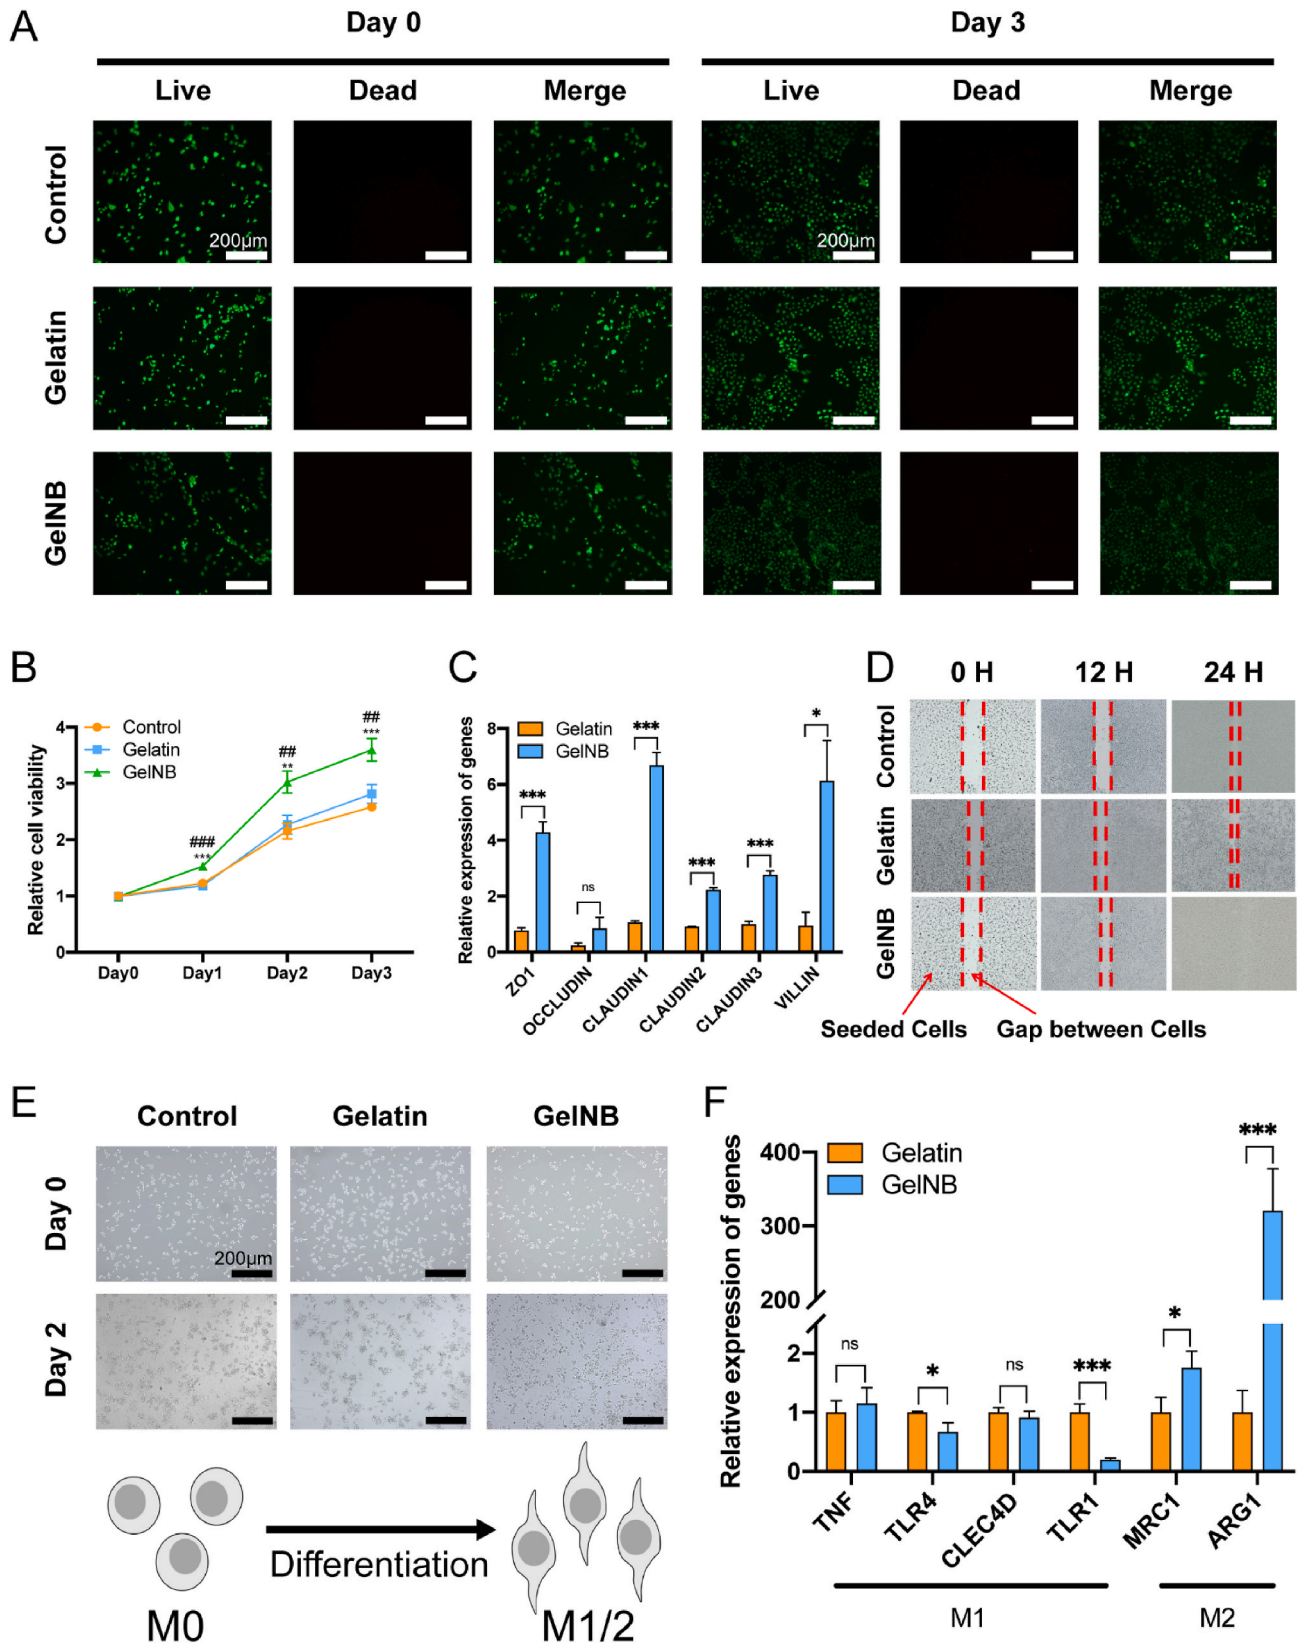 A
Day 0
Day 3
Live
Dead
Merge
Live
Dead
Merge
Control
200μm
200μm
Gelatin
GelNB
B
4
3
2
1
0
Relative cell viability
Control
Gelatin
GelNB
###
***
##
**
##
***
Day0
Day1
Day2
Day3
C
8
6
4
2
0
Relative expression of genes
Gelatin
GelNB
***
ns
***
***
***
*
ZO1
OCCLUDIN
CLAUDIN1
CLAUDIN2
CLAUDIN3
VILLIN
D
0 H
12 H
24 H
Control
Gelatin
GelNB
Seeded Cells
Gap between Cells
E
Control
Gelatin
GelNB
Day 0
200μm
Day 2
Differentiation
M0
M1/2
F
400
300
200
2
1
0
Relative expression of genes
Gelatin
GelNB
ns
*
ns
***
*
***
TNF
TLR4
CLEC4D
TLR1
MRC1
ARG1
M1
M2